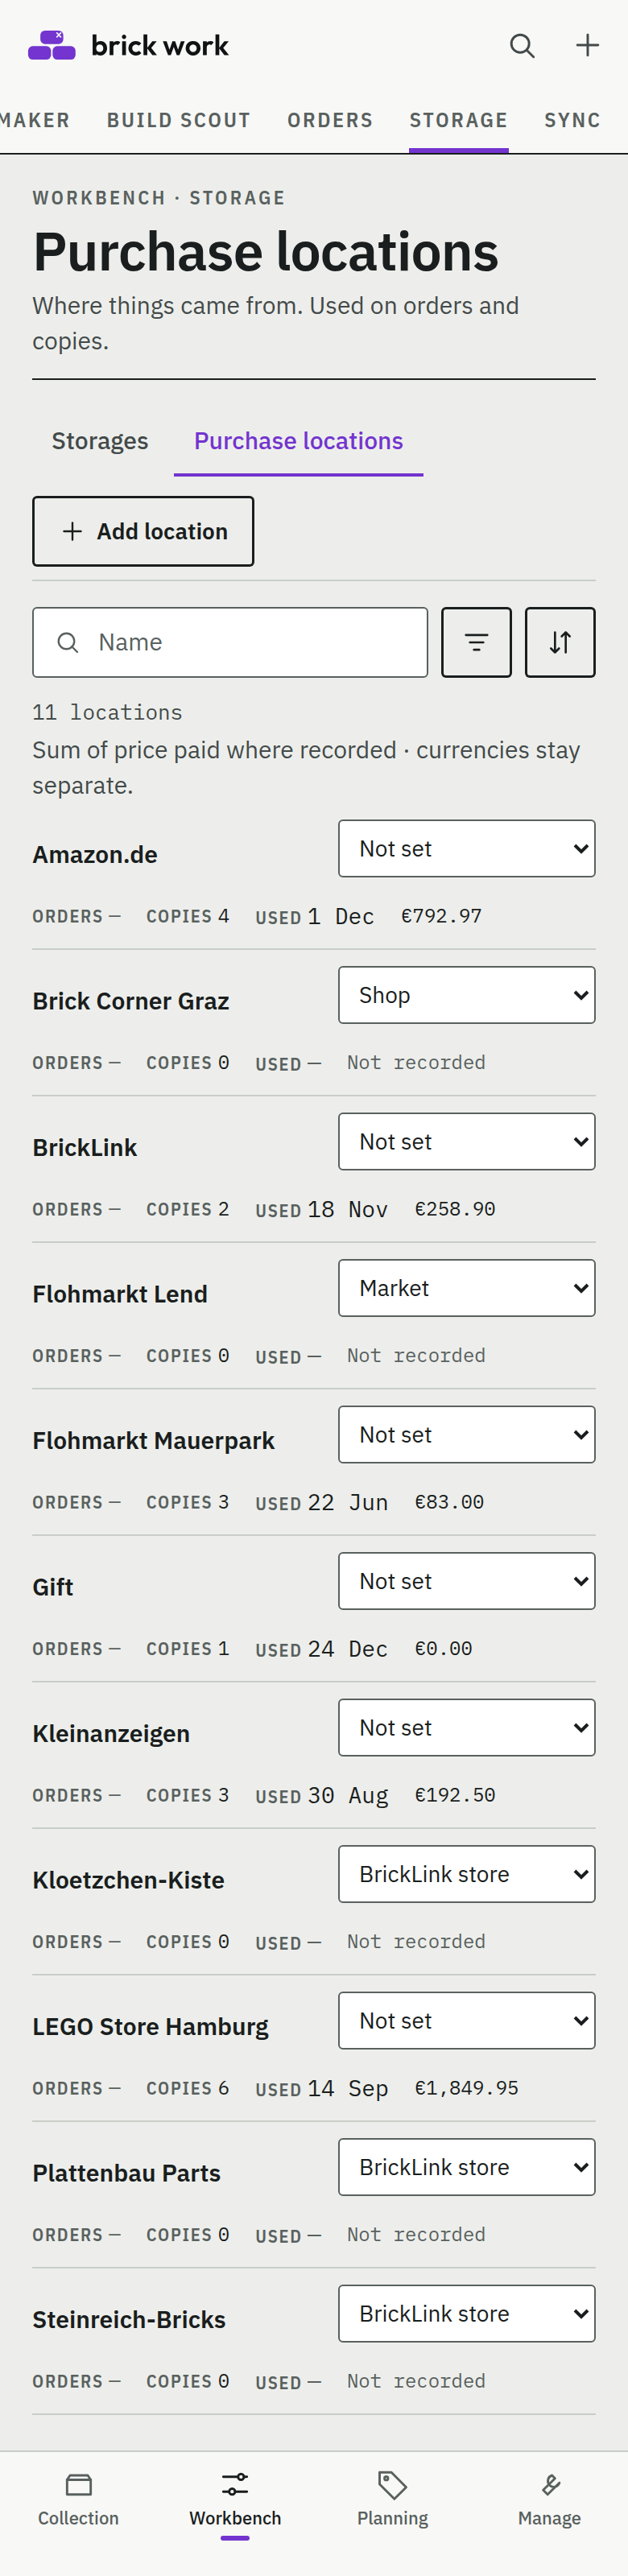 brick work
MAKER BUILD SCOUT ORDERS STORAGE SYNC
WORKBENCH · STORAGE
Purchase locations
Where things came from. Used on orders and
copies.
Storages Purchase locations
Add location
Name
11 locations
Sum of price paid where recorded · currencies stay
separate.
Amazon.de Not set
ORDERS — COPIES 4 USED 1 Dec €792.97
Brick Corner Graz Shop
ORDERS — COPIES 0 USED — Not recorded
BrickLink Not set
ORDERS — COPIES 2 USED 18 Nov €258.90
Flohmarkt Lend Market
ORDERS — COPIES 0 USED — Not recorded
Flohmarkt Mauerpark Not set
ORDERS — COPIES 3 USED 22 Jun €83.00
Gift Not set
ORDERS — COPIES 1 USED 24 Dec €0.00
Kleinanzeigen Not set
ORDERS — COPIES 3 USED 30 Aug €192.50
Kloetzchen-Kiste BrickLink store
ORDERS — COPIES 0 USED — Not recorded
LEGO Store Hamburg Not set
ORDERS — COPIES 6 USED 14 Sep €1,849.95
Plattenbau Parts BrickLink store
ORDERS — COPIES 0 USED — Not recorded
Steinreich-Bricks BrickLink store
ORDERS — COPIES 0 USED — Not recorded
Collection Workbench Planning Manage